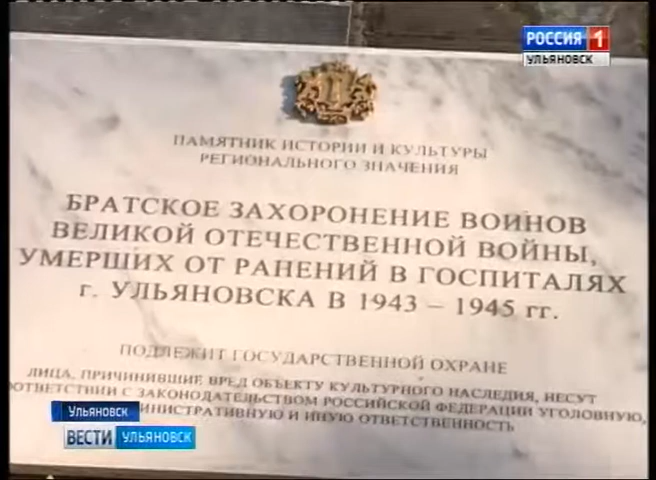 РОССИЯ 1
УЛЬЯНОВСК
ПАМЯТНИК ИСТОРИИ И КУЛЬТУРЫ
РЕГИОНАЛЬНОГО ЗНАЧЕНИЯ
БРАТСКОЕ ЗАХОРОНЕНИЕ ВОИНОВ
ВЕЛИКОЙ ОТЕЧЕСТВЕННОЙ ВОЙНЫ,
УМЕРШИХ ОТ РАНЕНИЙ В ГОСПИТАЛЯХ
г. УЛЬЯНОВСКА В 1943 – 1945 гг.
ПОДЛЕЖИТ ГОСУДАРСТВЕННОЙ ОХРАНЕ
ЛИЦА, ПРИЧИНИВШИЕ ВРЕД ОБЪЕКТУ КУЛЬТУРНОГО НАСЛЕДИЯ, НЕСУТ
ОТВЕТСТВИИ С ЗАКОНОДАТЕЛЬСТВОМ РОССИЙСКОЙ ФЕДЕРАЦИИ УГОЛОВНУЮ,
ИНИСТРАТИВНУЮ И ИНУЮ ОТВЕТСТВЕННОСТЬ
Ульяновск
ВЕСТИ УЛЬЯНОВСК